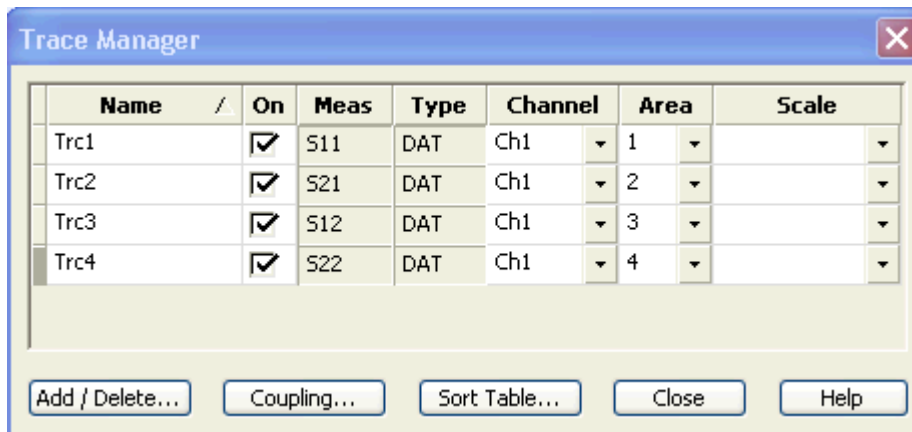 Trace Manager
Name On Meas Type Channel Area Scale
Trc1 S11 DAT Ch1 1
Trc2 S21 DAT Ch1 2
Trc3 S12 DAT Ch1 3
Trc4 S22 DAT Ch1 4
Add / Delete... Coupling... Sort Table... Close Help